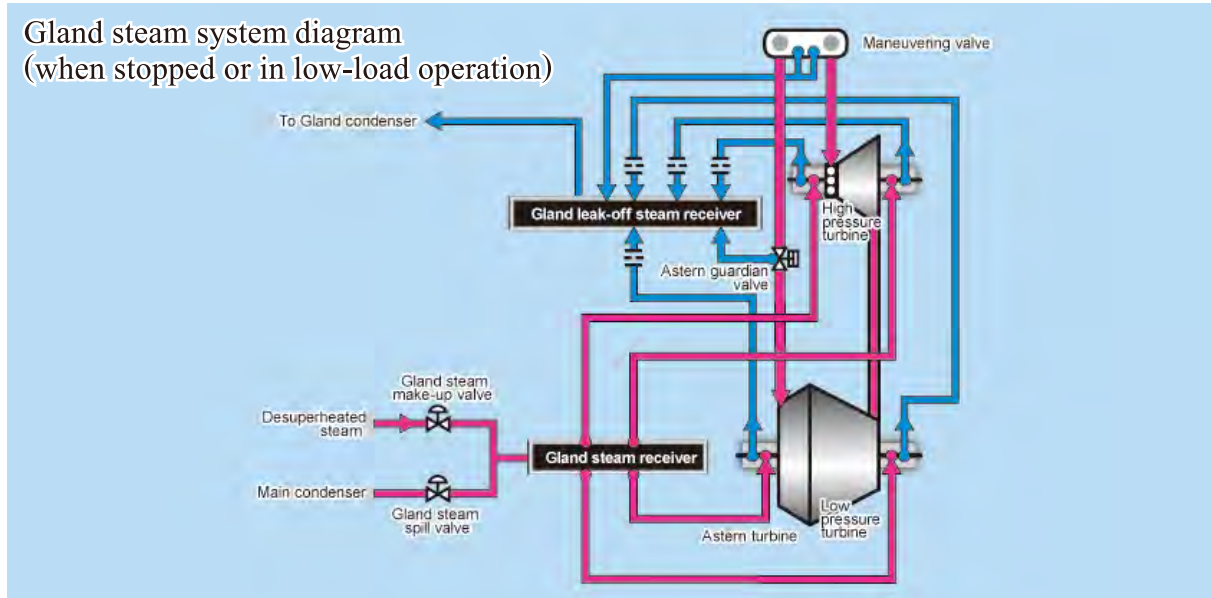 Gland steam system diagram
(when stopped or in low-load operation)
Maneuvering valve
To Gland condenser
Gland leak-off steam receiver
High
pressure
turbine
Astern guardian
valve
Gland steam
make-up valve
Desuperheated
steam
Gland steam receiver
Main condenser
Gland steam
spill valve
Astern turbine
Low
pressure
turbine